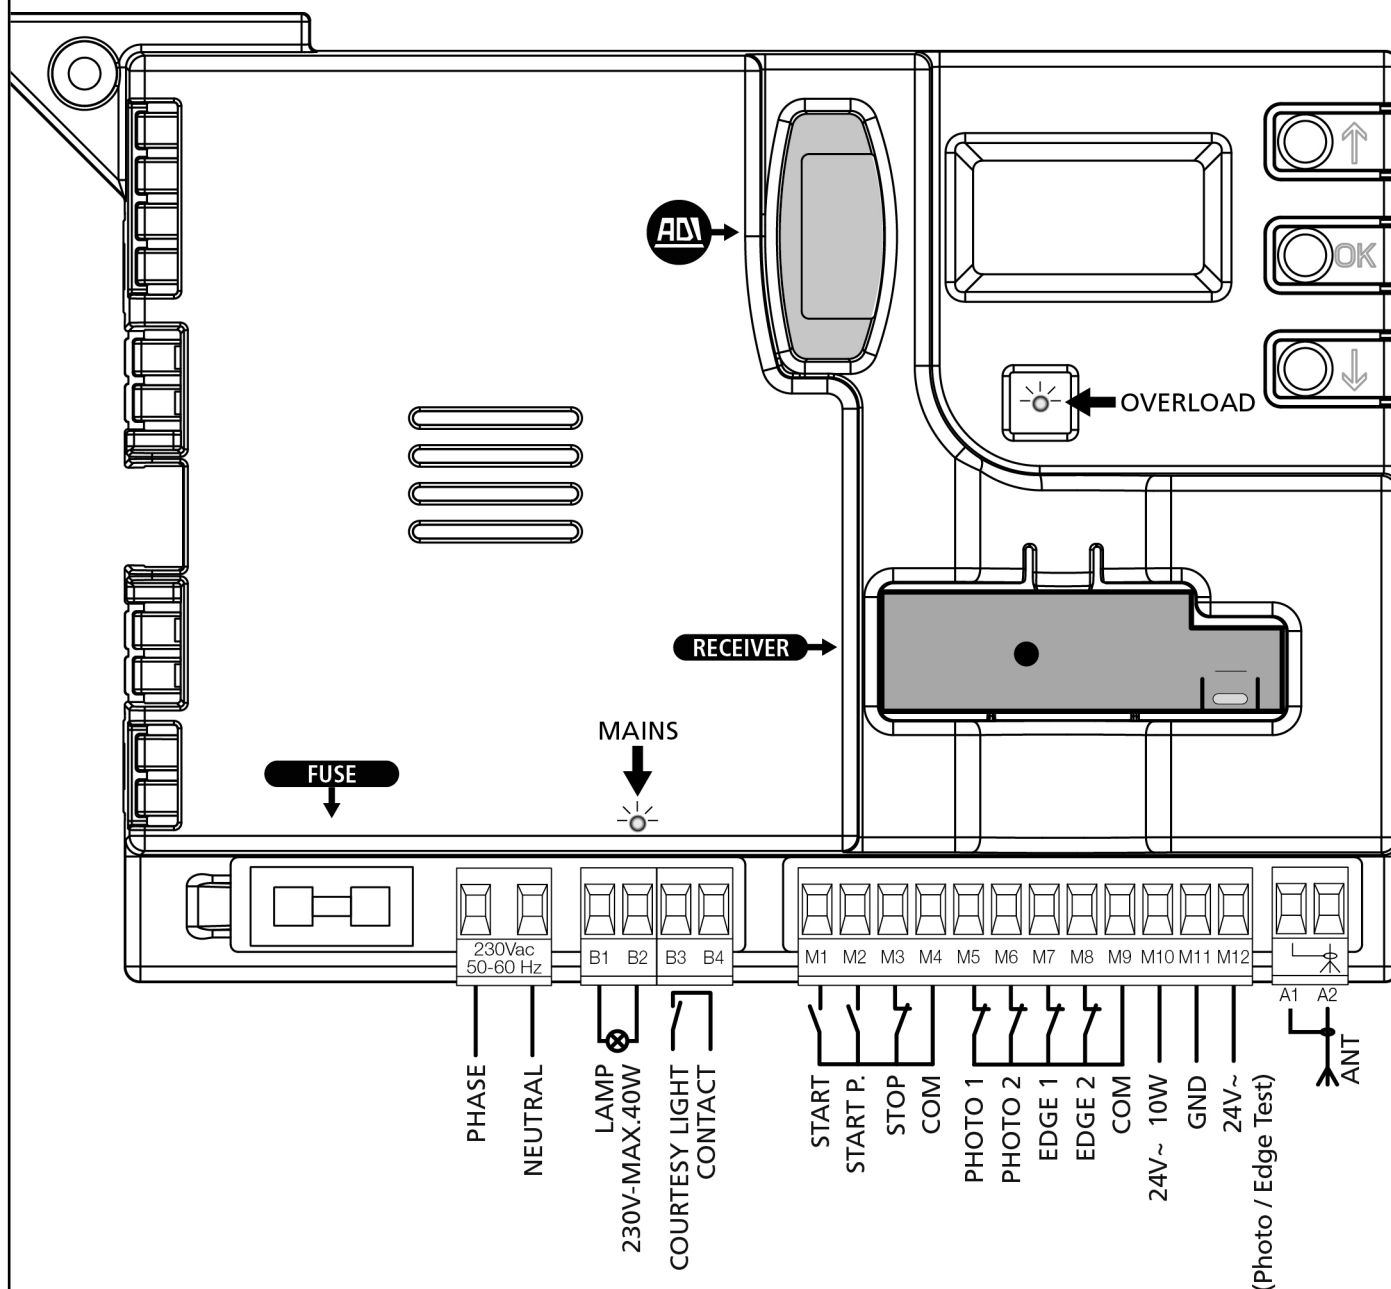 ADI
OK
OVERLOAD
RECEIVER
MAINS
FUSE
230Vac
50-60 Hz
B1 B2 B3 B4
M1 M2 M3 M4 M5 M6 M7 M8 M9 M10 M11 M12
A1 A2
PHASE
NEUTRAL
LAMP
230V-MAX.40W
COURTESY LIGHT
CONTACT
START
START P.
STOP
COM
PHOTO 1
PHOTO 2
EDGE 1
EDGE 2
COM
24V~ 10W
GND
24V~
(Photo / Edge Test)
ANT